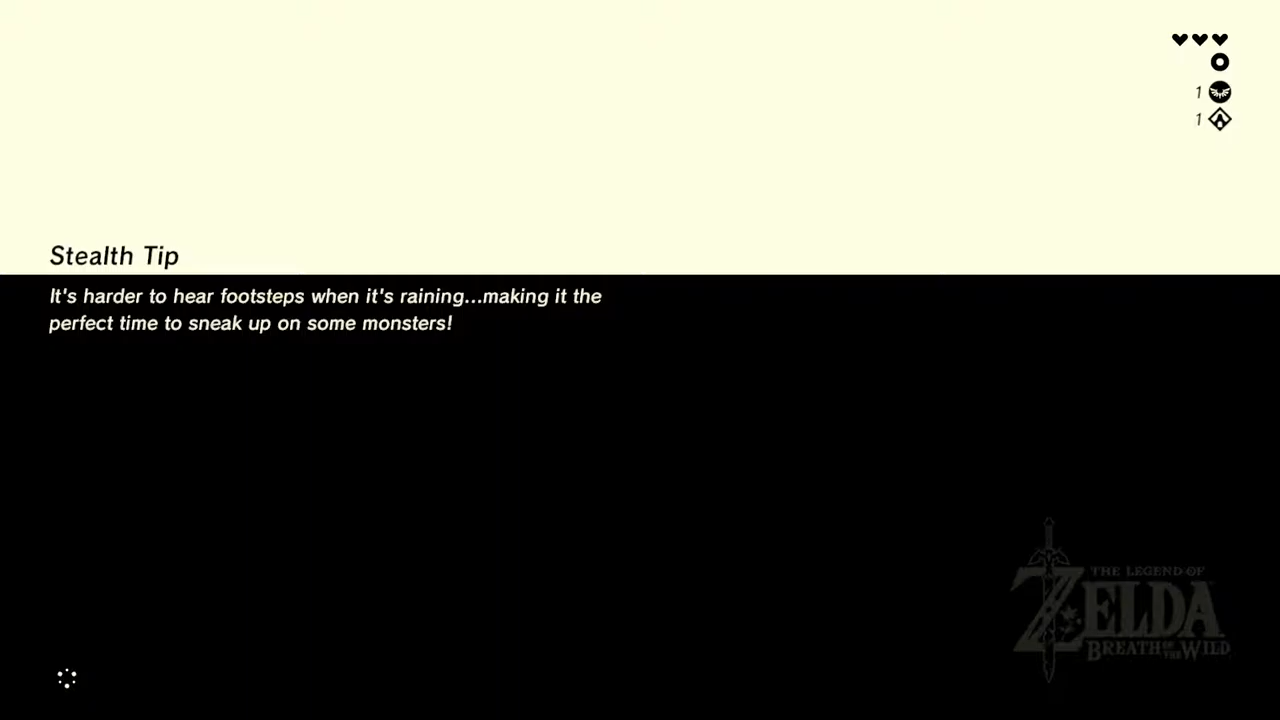 1
1
Stealth Tip
It's harder to hear footsteps when it's raining...making it the
perfect time to sneak up on some monsters!
THE LEGEND OF
ZELDA
BREATH OF THE WILD